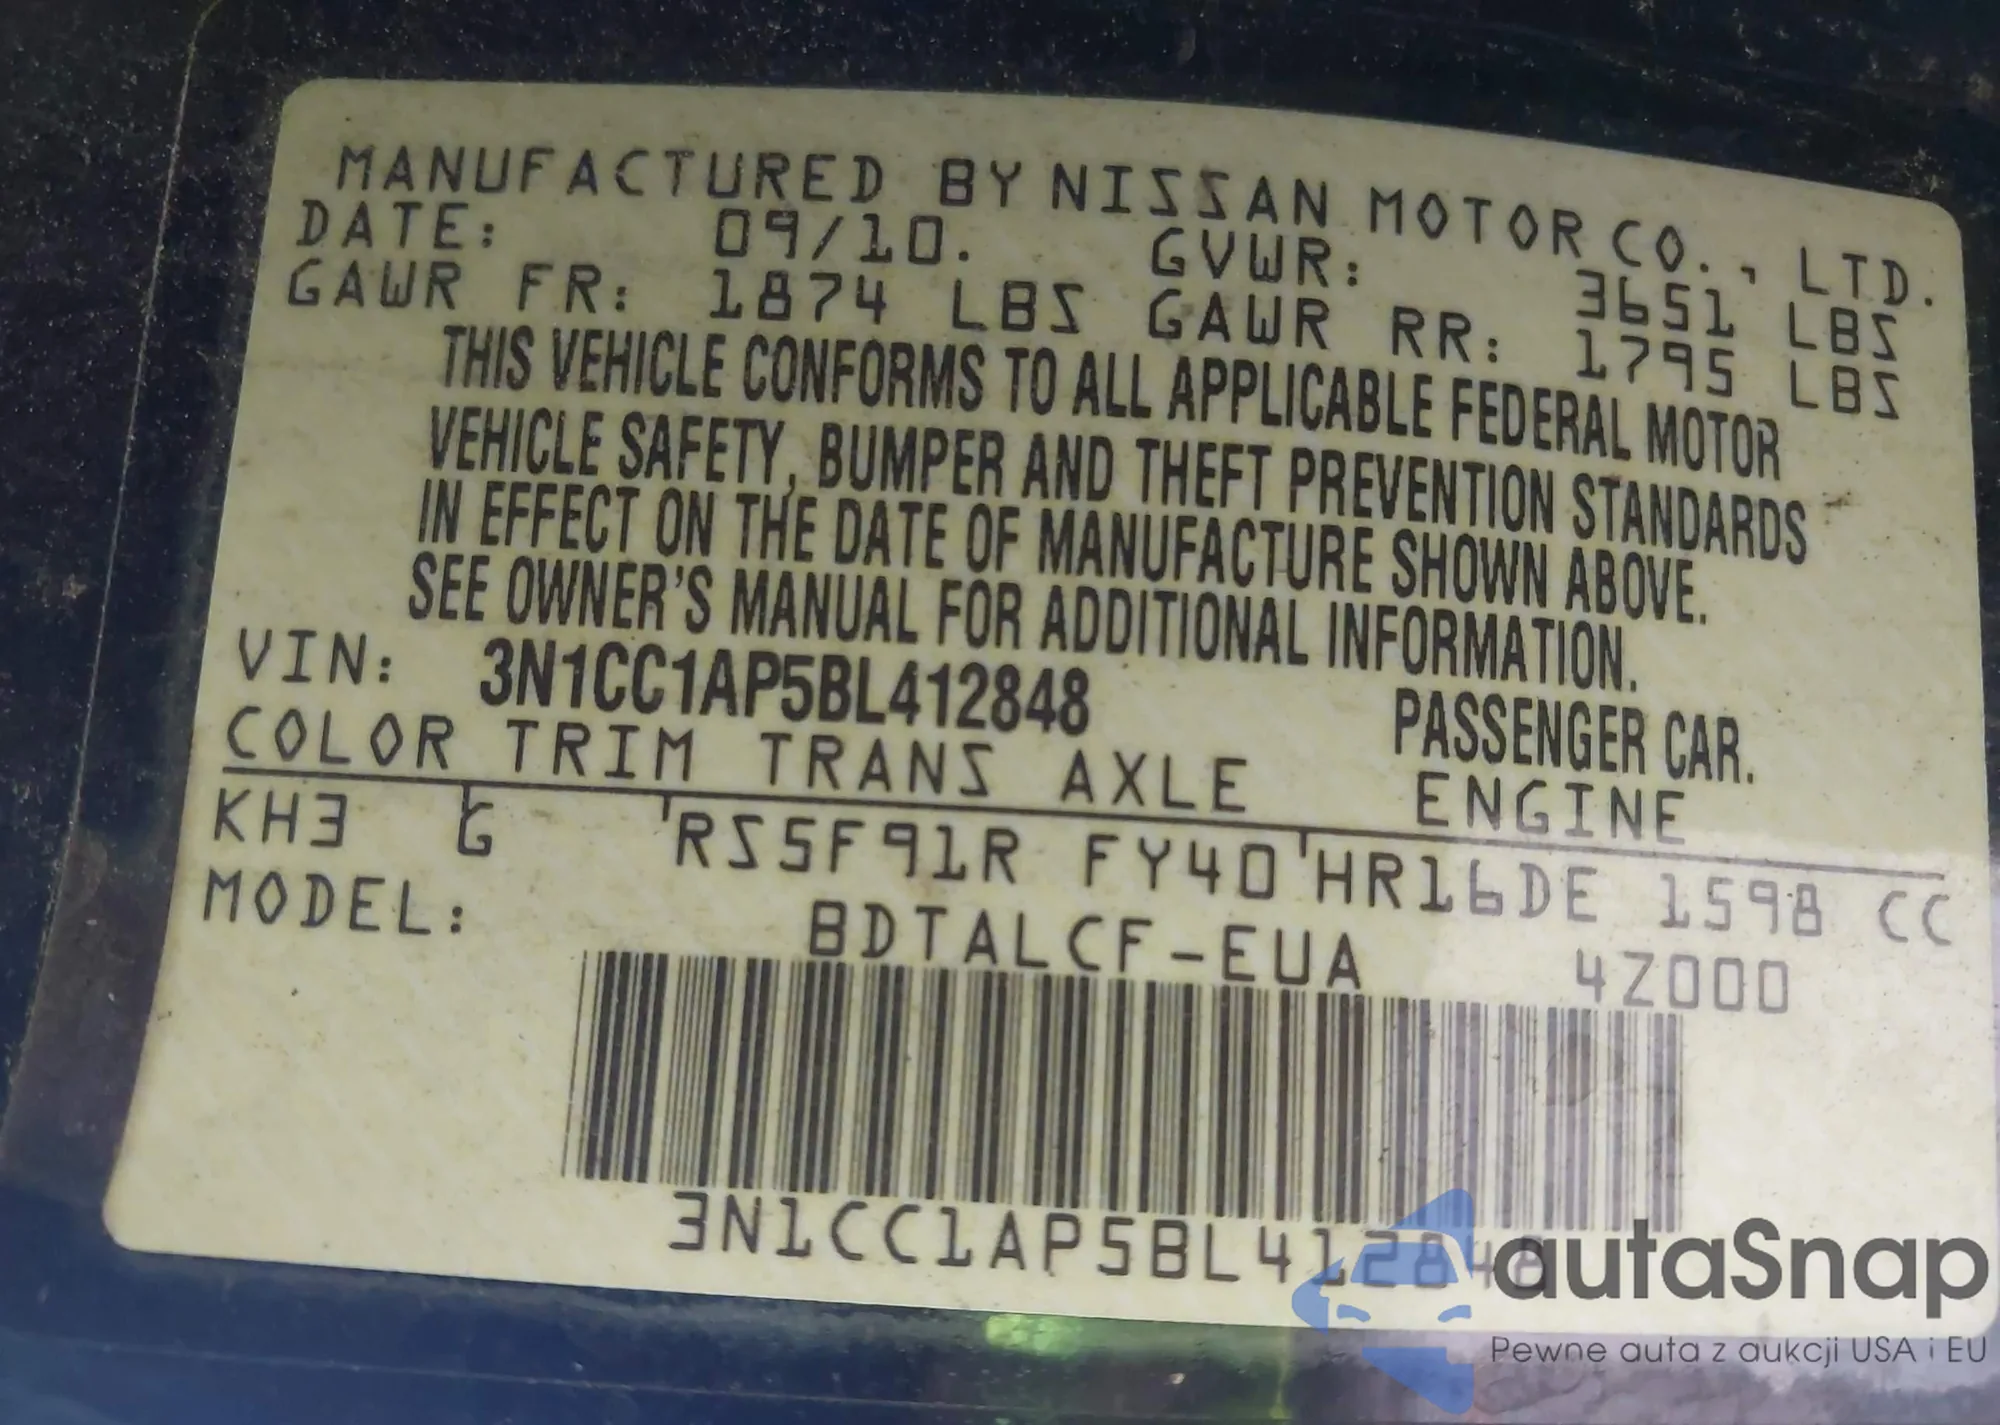 MANUFACTURED BY NISSAN MOTOR CO., LTD.
DATE: 09/10. GVWR: 3651 LBS
GAWR FR: 1874 LBS GAWR RR: 1795 LBS
THIS VEHICLE CONFORMS TO ALL APPLICABLE FEDERAL MOTOR
VEHICLE SAFETY, BUMPER AND THEFT PREVENTION STANDARDS
IN EFFECT ON THE DATE OF MANUFACTURE SHOWN ABOVE.
SEE OWNER'S MANUAL FOR ADDITIONAL INFORMATION.
VIN: 3N1CC1AP5BL412848 PASSENGER CAR.
COLOR TRIM TRANS AXLE ENGINE
KH3 G RS5F91R FY40 HR16DE 1598 CC
MODEL: BDTALCF-EUA 4Z000
3N1CC1AP5BL412848
autaSnap
Pewne auta z aukcji USA i EU